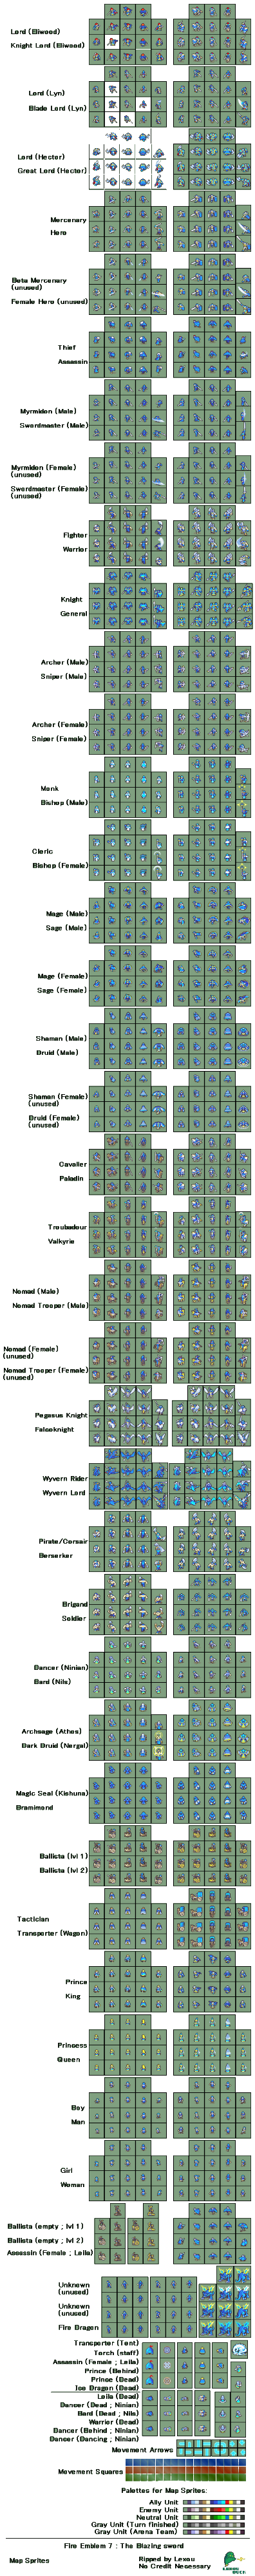 Lord (Eliwood)
Knight Lord (Eliwood)
Lord (Lyn)
Blade Lord (Lyn)
Lord (Hecter)
Great Lord (Hecter)
Mercenary
Hero
Beta Mercenary
(unused)
Female Hero (unused)
Thief
Assassin
Myrmidon (Male)
Swordmaster (Male)
Myrmidon (Female)
(unused)
Swordmaster (Female)
(unused)
Fighter
Warrior
Knight
General
Archer (Male)
Sniper (Male)
Archer (Female)
Sniper (Female)
Monk
Bishop (Male)
Cleric
Bishop (Female)
Mage (Male)
Sage (Male)
Mage (Female)
Sage (Female)
Shaman (Male)
Druid (Male)
Shaman (Female)
(unused)
Druid (Female)
(unused)
Cavalier
Paladin
Troubadour
Valkyrie
Nomad (Male)
Nomad Trooper (Male)
Nomad (Female)
(unused)
Nomad Trooper (Female)
(unused)
Pegasus Knight
Falcoknight
Wyvern Rider
Wyvern Lord
Pirate/Corsair
Berserker
Brigand
Soldier
Dancer (Ninian)
Bard (Nils)
Archsage (Athos)
Dark Druid (Nergal)
Magic Seal (Kishuna)
Bramimond
Ballista (lvl 1)
Ballista (lvl 2)
Tactician
Transporter (Wagon)
Prince
King
Princess
Queen
Boy
Man
Girl
Woman
Ballista (empty ; lvl 1)
Ballista (empty ; lvl 2)
Assassin (Female ; Leila)
Unknown
(unused)
Unknown
(unused)
Fire Dragon
Transporter (Tent)
Torch (staff)
Assassin (Female ; Leila)
Prince (Behind)
Prince (Dead)
Ice Dragon (Dead)
Leila (Dead)
Dancer (Dead ; Ninian)
Bard (Dead ; Nils)
Warrior (Dead)
Dancer (Behind ; Ninian)
Dancer (Dancing ; Ninian)
Movement Arrows
Movement Squares
Palettes for Map Sprites:
Ally Unit
Enemy Unit
Neutral Unit
Gray Unit (Turn finished)
Gray Unit (Arena Team)
Fire Emblem 7 : The Blazing sword
Map Sprites
Ripped by Lexou
No Credit Necessary
LEXOU
DUCK